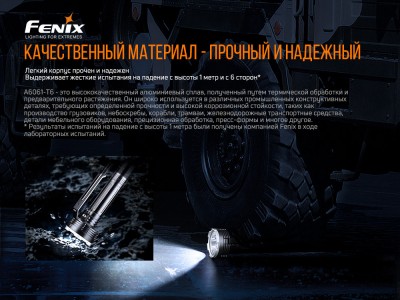 FENIX
LIGHTING FOR EXTREMES
КАЧЕСТВЕННЫЙ МАТЕРИАЛ - ПРОЧНЫЙ И НАДЕЖНЫЙ
Легкий корпус прочен и надежен
Выдерживает жесткие испытания на падение с высоты 1 метр и с 6 сторон*
A6061-T6 - это высококачественный алюминиевый сплав, полученный путем термической обработки и
предварительного растяжения. Он широко используется в различных промышленных конструктивных
деталях, требующих определенной прочности и высокой коррозионной стойкости, таких как
производство грузовиков, небоскребы, корабли, трамваи, железнодорожные транспортные средства,
детали мебельного оборудования, прецизионная обработка, пресс-формы и многое другое.
* Результаты испытаний на падение с высоты 1 метра были получены компанией Fenix в ходе
лабораторных испытаний.